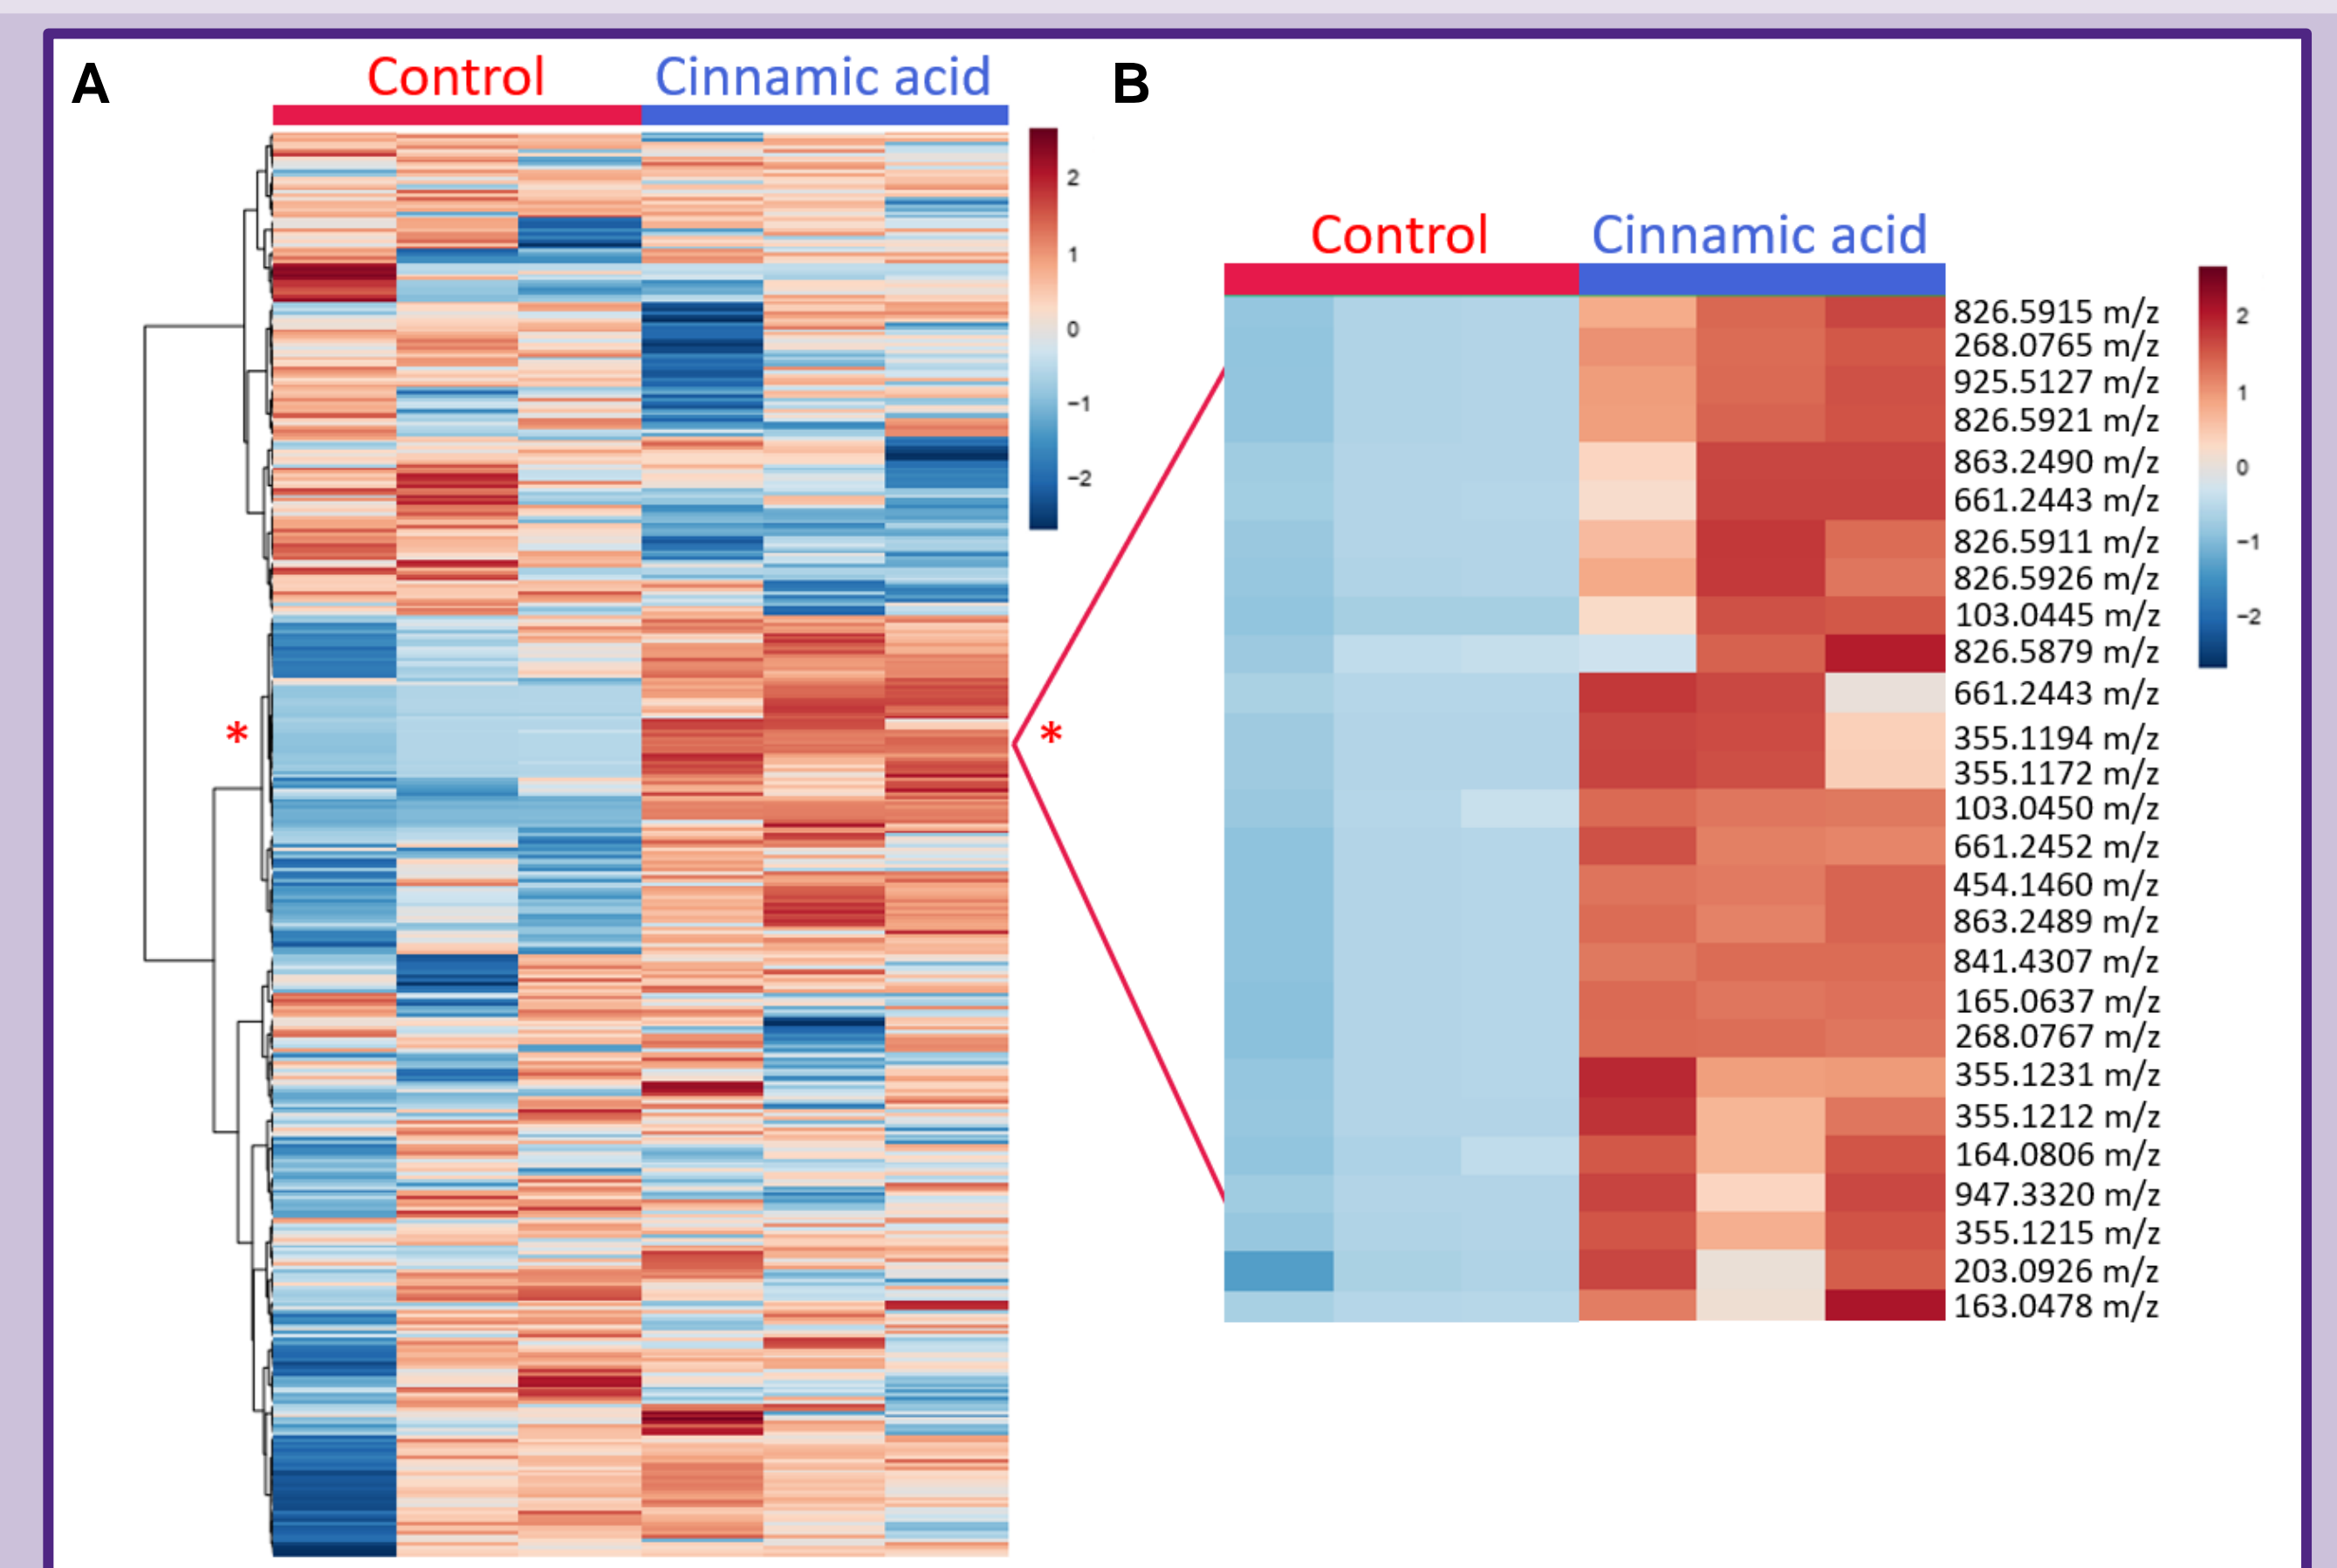 A
Control
Cinnamic acid
2
1
0
−1
−2
*
*
B
Control
Cinnamic acid
826.5915 m/z
268.0765 m/z
925.5127 m/z
826.5921 m/z
863.2490 m/z
661.2443 m/z
826.5911 m/z
826.5926 m/z
103.0445 m/z
826.5879 m/z
661.2443 m/z
355.1194 m/z
355.1172 m/z
103.0450 m/z
661.2452 m/z
454.1460 m/z
863.2489 m/z
841.4307 m/z
165.0637 m/z
268.0767 m/z
355.1231 m/z
355.1212 m/z
164.0806 m/z
947.3320 m/z
355.1215 m/z
203.0926 m/z
163.0478 m/z
2
1
0
−1
−2